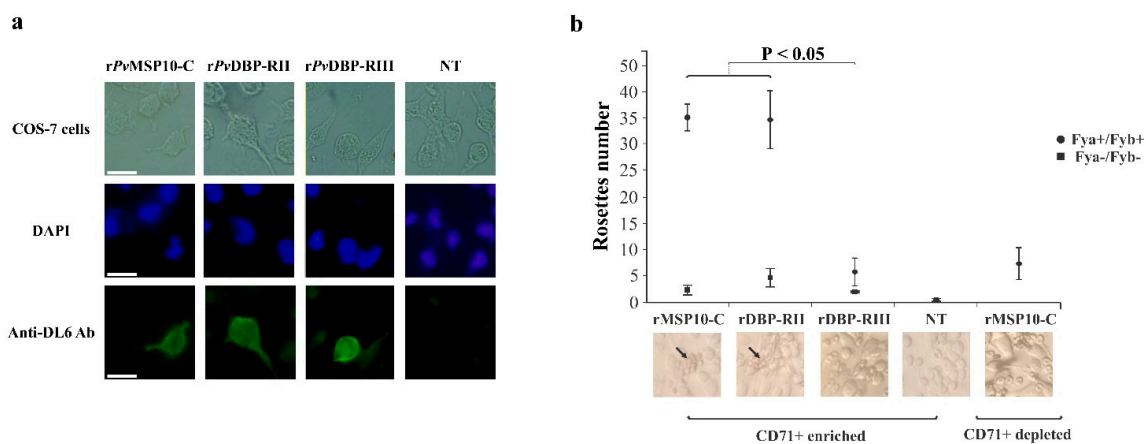 a
rPvMSP10-C rPvDBP-RII rPvDBP-RIII NT
COS-7 cells
DAPI
Anti-DL6 Ab
b
P < 0.05
50
45
40
35
30
25
20
15
10
5
0
Rosettes number
Fya+/Fyb+
Fya-/Fyb-
rMSP10-C rDBP-RII rDBP-RIII NT rMSP10-C
CD71+ enriched CD71+ depleted